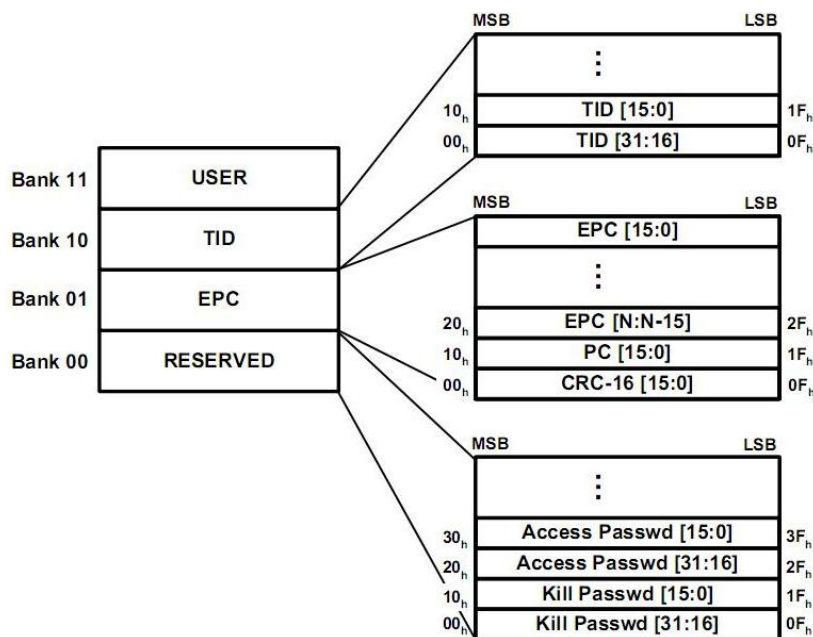 MSB LSB
⋮
10h TID [15:0] 1Fh
00h TID [31:16] 0Fh
Bank 11 USER
Bank 10 TID
Bank 01 EPC
Bank 00 RESERVED
MSB LSB
EPC [15:0]
⋮
20h EPC [N:N-15] 2Fh
10h PC [15:0] 1Fh
00h CRC-16 [15:0] 0Fh
MSB LSB
⋮
30h Access Passwd [15:0] 3Fh
20h Access Passwd [31:16] 2Fh
10h Kill Passwd [15:0] 1Fh
00h Kill Passwd [31:16] 0Fh